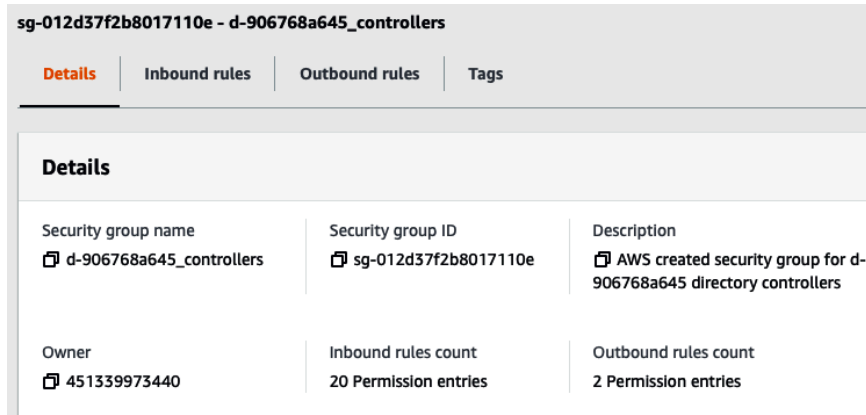 sg-012d37f2b8017110e - d-906768a645_controllers
Details
Inbound rules
Outbound rules
Tags
Details
Security group name
d-906768a645_controllers
Security group ID
sg-012d37f2b8017110e
Description
AWS created security group for d-
906768a645 directory controllers
Owner
451339973440
Inbound rules count
20 Permission entries
Outbound rules count
2 Permission entries